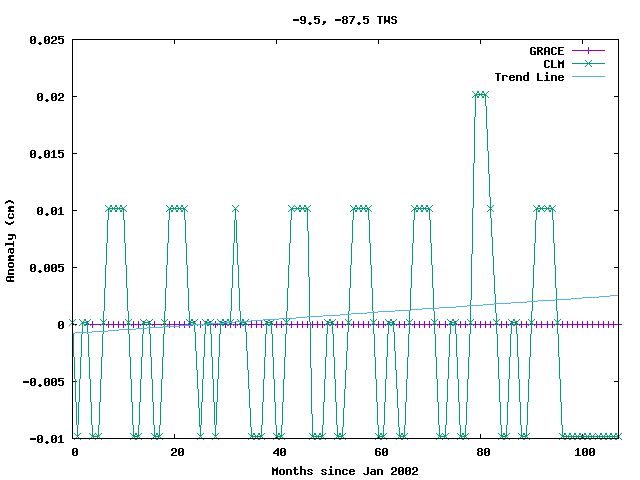 -9.5, -87.5 TWS
GRACE
CLM
Trend Line
Anomaly (cm)
0.025
0.02
0.015
0.01
0.005
0
-0.005
-0.01
0 20 40 60 80 100
Months since Jan 2002